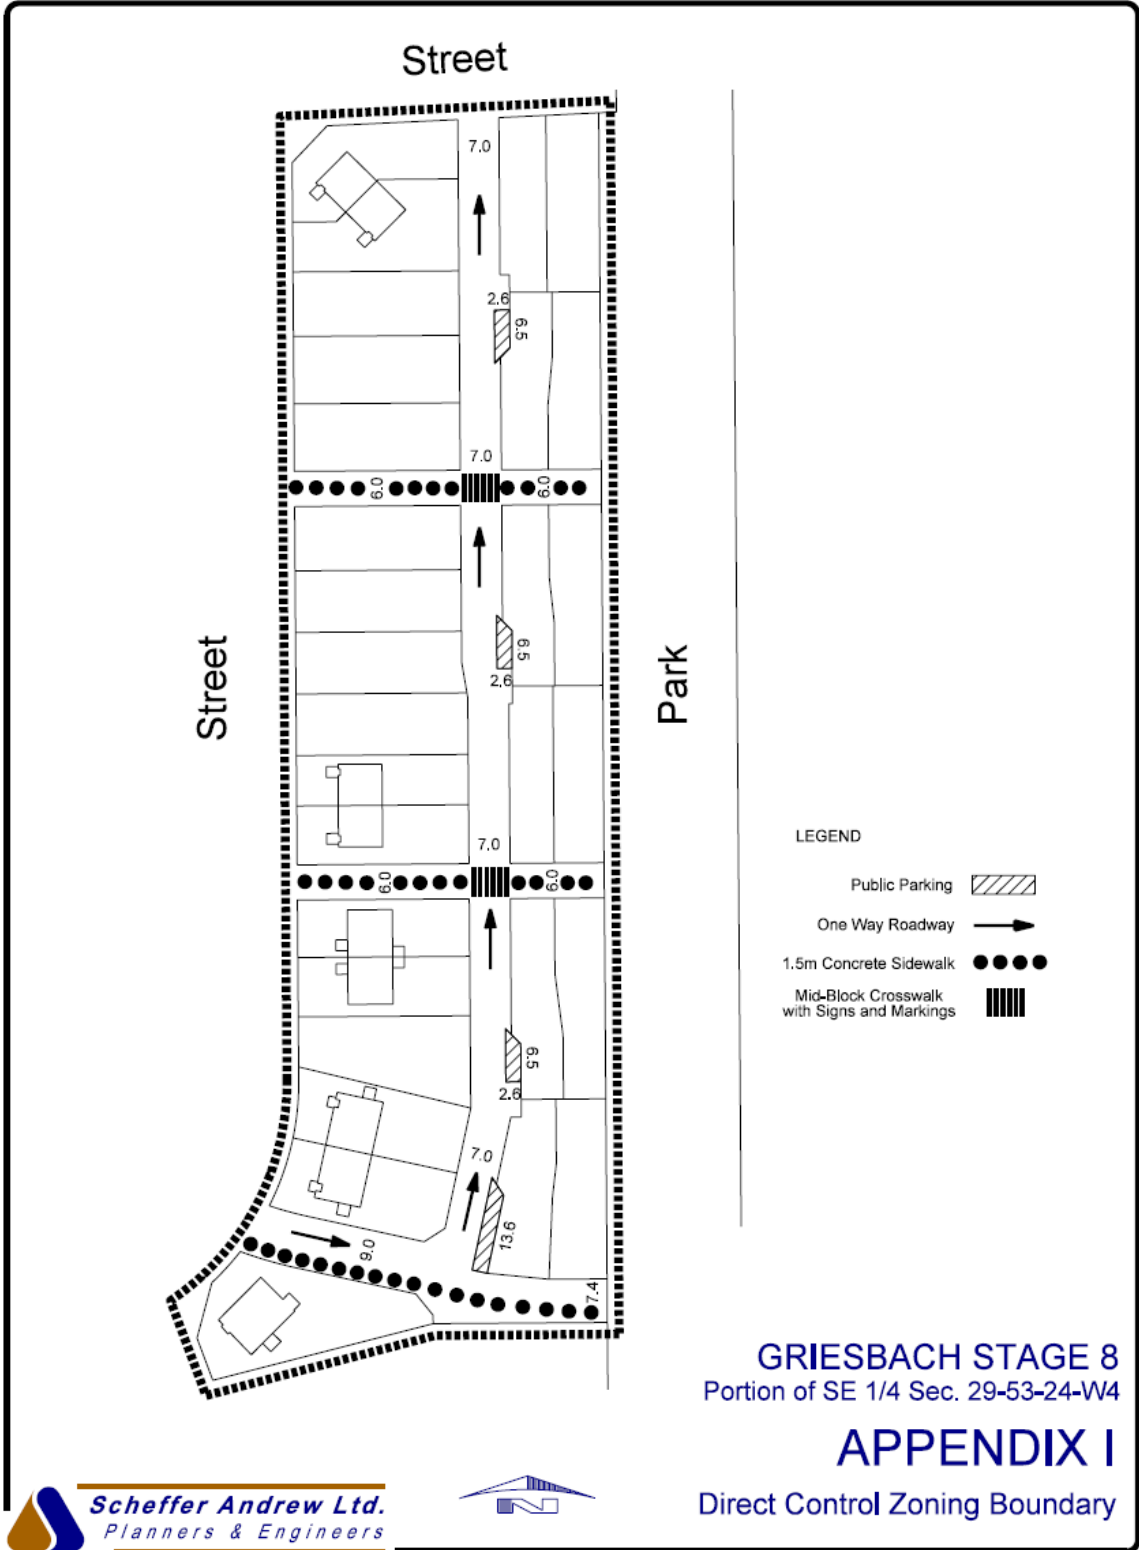 Street
7.0
2.6
6.5
7.0
6.0
6.0
6.5
2.6
Street
Park
7.0
6.0
6.0
LEGEND
Public Parking
One Way Roadway
1.5m Concrete Sidewalk
Mid-Block Crosswalk
with Signs and Markings
6.5
2.6
7.0
13.6
9.0
7.4
GRIESBACH STAGE 8
Portion of SE 1/4 Sec. 29-53-24-W4
APPENDIX I
Direct Control Zoning Boundary
Scheffer Andrew Ltd.
Planners & Engineers
N